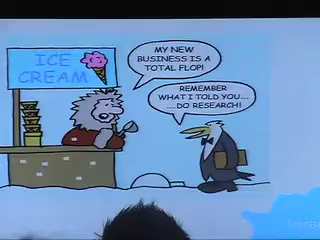 ICE
CREAM
MY NEW
BUSINESS IS A
TOTAL FLOP!
REMEMBER
WHAT I TOLD YOU...
...DO RESEARCH!